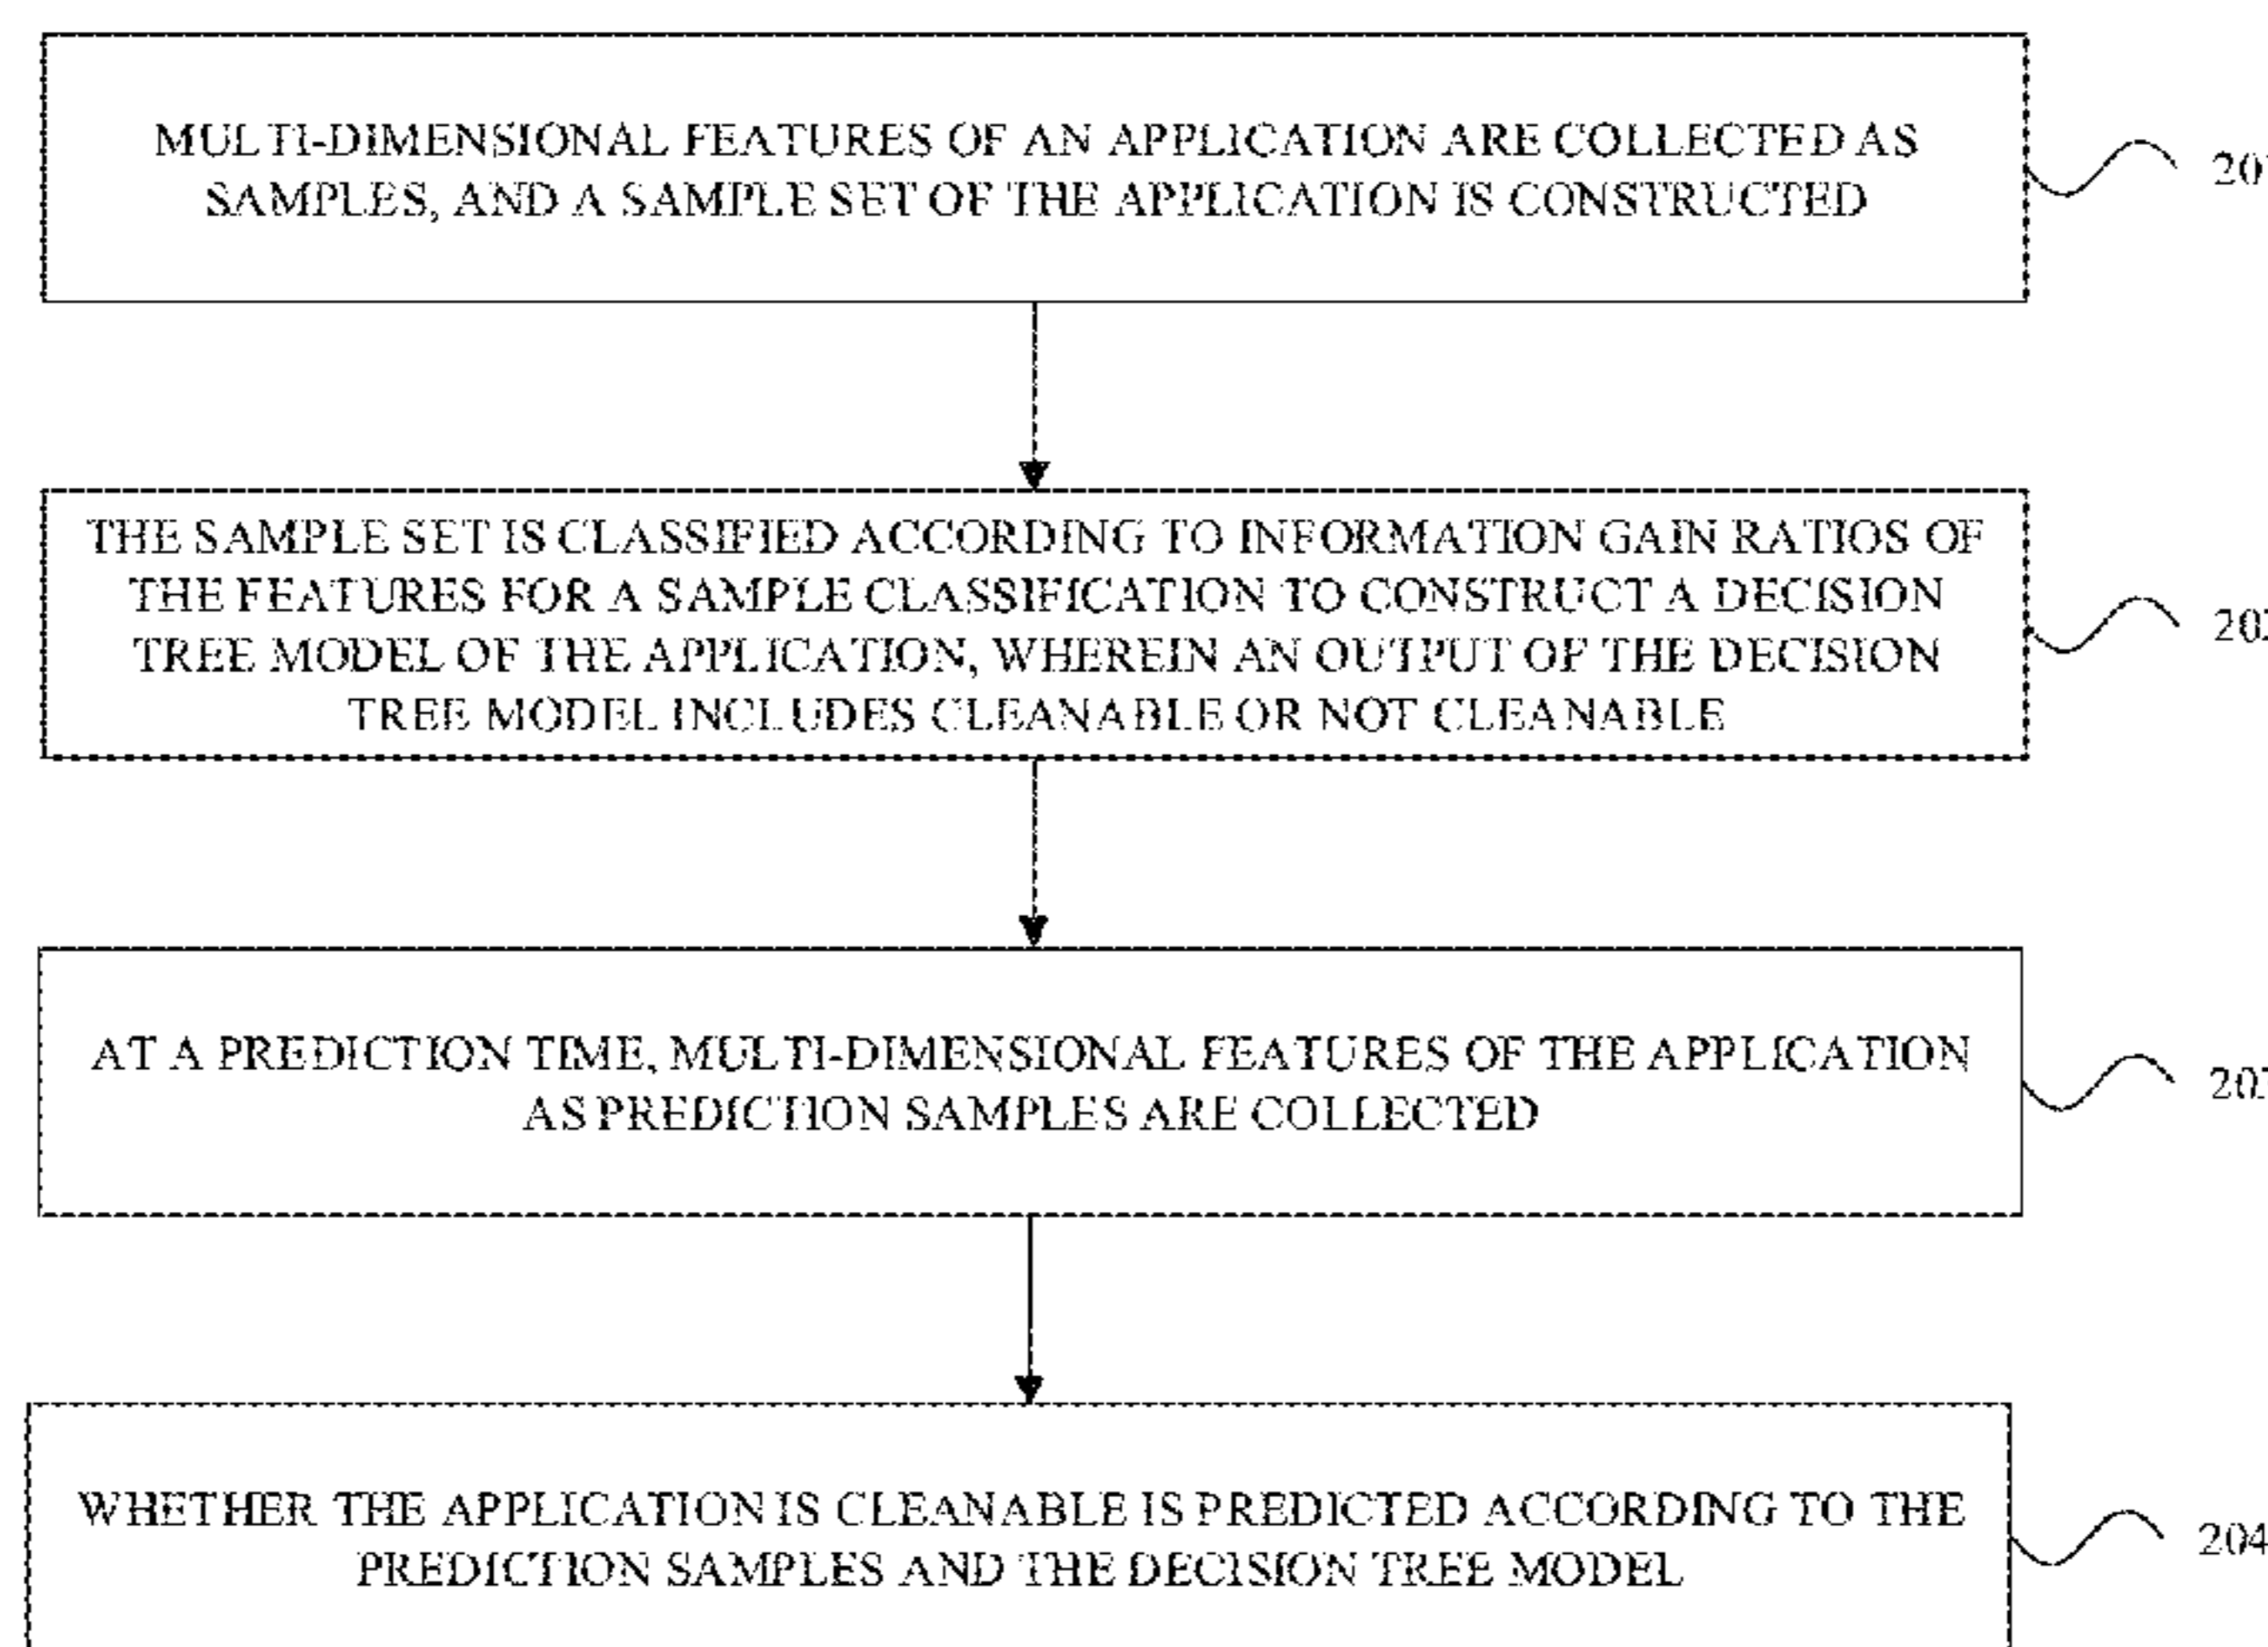 MULTI-DIMENSIONAL FEATURES OF AN APPLICATION ARE COLLECTED AS
SAMPLES, AND A SAMPLE SET OF THE APPLICATION IS CONSTRUCTED
THE SAMPLE SET IS CLASSIFIED ACCORDING TO INFORMATION GAIN RATIOS OF
THE FEATURES FOR A SAMPLE CLASSIFICATION TO CONSTRUCT A DECISION
TREE MODEL OF THE APPLICATION, WHEREIN AN OUTPUT OF THE DECISION
TREE MODEL INCLUDES CLEANABLE OR NOT CLEANABLE
AT A PREDICTION TIME, MULTI-DIMENSIONAL FEATURES OF THE APPLICATION
AS PREDICTION SAMPLES ARE COLLECTED
WHETHER THE APPLICATION IS CLEANABLE IS PREDICTED ACCORDING TO THE
PREDICTION SAMPLES AND THE DECISION TREE MODEL
204